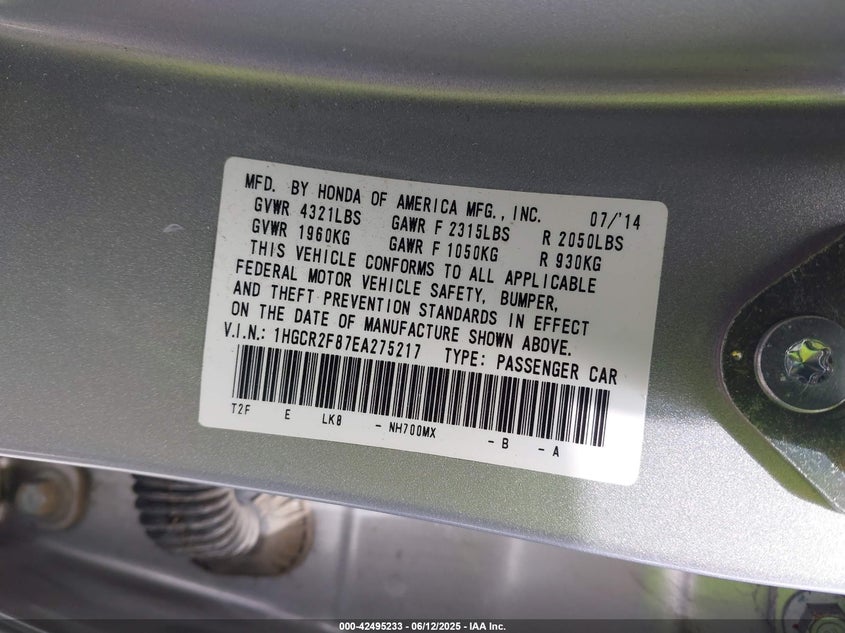 MFD. BY HONDA OF AMERICA MFG., INC. 07/'14
GVWR 4321LBS GAWR F 2315LBS R 2050LBS
GVWR 1960KG GAWR F 1050KG R 930KG
THIS VEHICLE CONFORMS TO ALL APPLICABLE
FEDERAL MOTOR VEHICLE SAFETY, BUMPER,
AND THEFT PREVENTION STANDARDS IN EFFECT
ON THE DATE OF MANUFACTURE SHOWN ABOVE.
V.I.N.: 1HGCR2F87EA275217 TYPE: PASSENGER CAR
T2F E LK8 - NH700MX - B - A
000-42495233 - 06/12/2025 - IAA Inc.